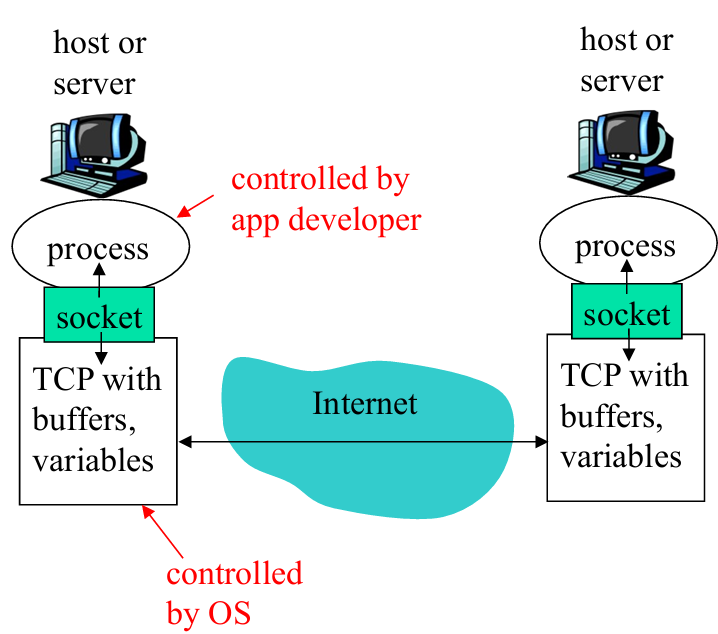 host or
server
host or
server
controlled by
app developer
process
process
socket
socket
TCP with
buffers,
variables
Internet
TCP with
buffers,
variables
controlled
by OS